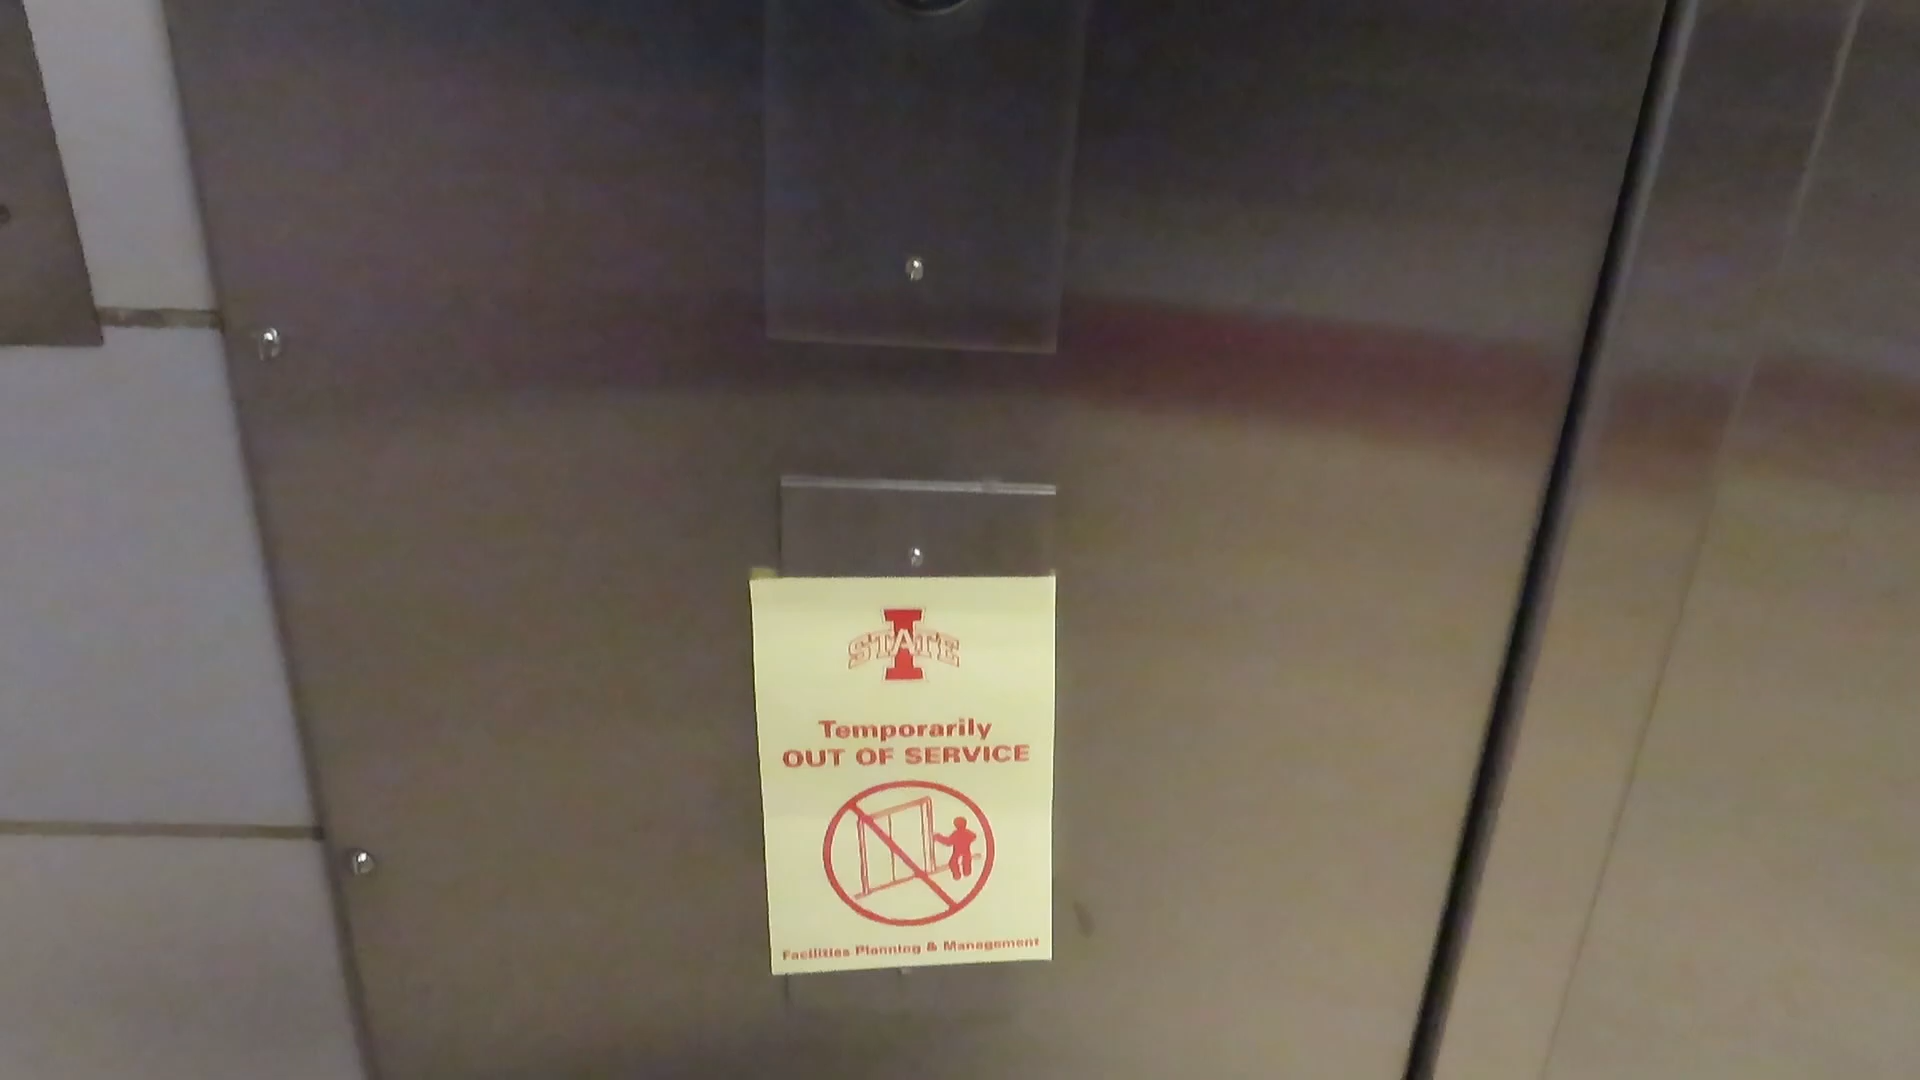 I
STATE
Temporarily
OUT OF SERVICE
Facilities Planning & Management